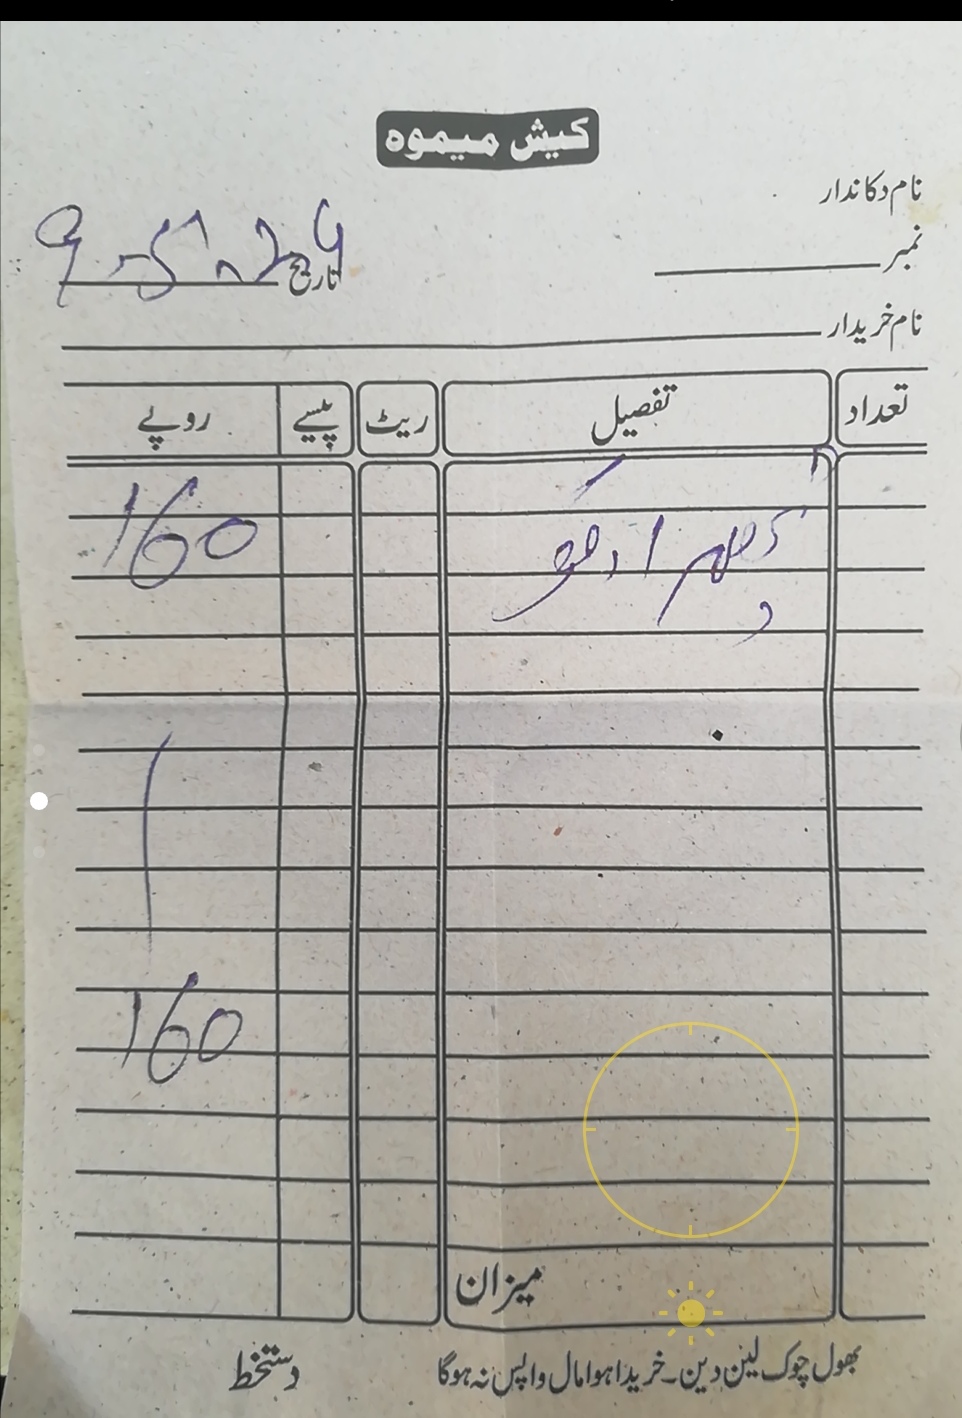 کیش میموہ
نام دکاندار
نمبر
تاریخ 9-5-24
نام خریدار
تعداد تفصیل ریٹ پیسے روپے
160
160
میزان
بھول چوک لین دین۔ خریدا ہوا مال واپس نہ ہوگا
دستخط